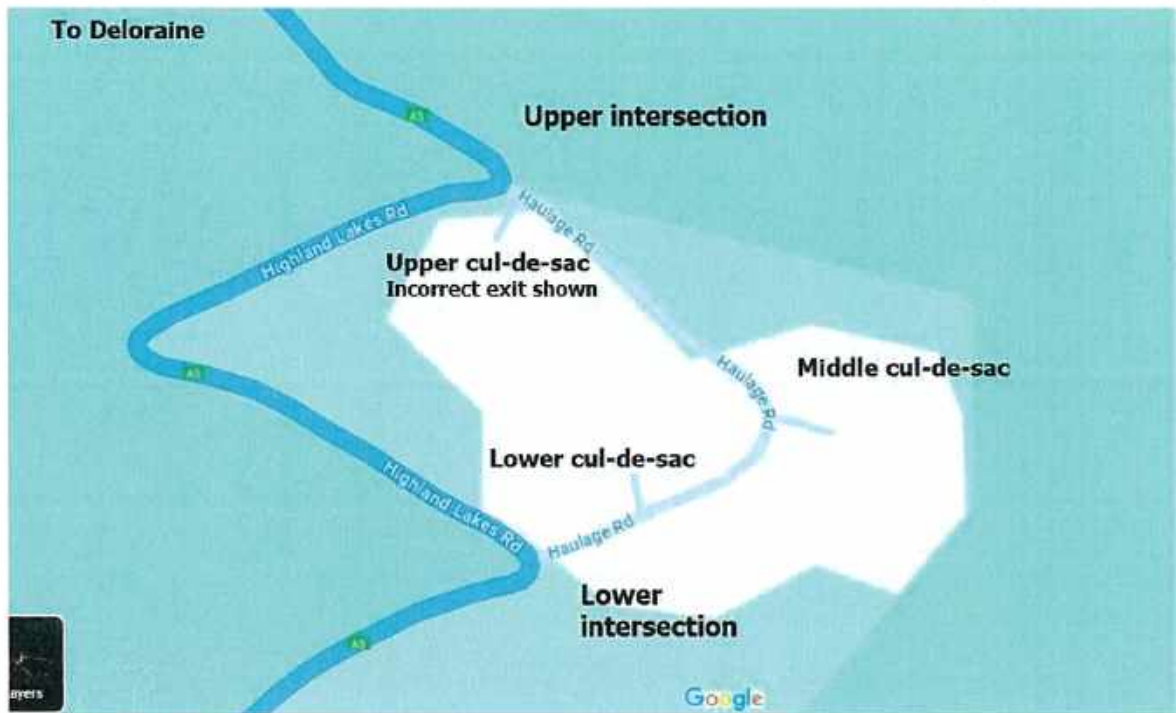 To Deloraine
A5
Upper intersection
Haulage Rd
Highland Lakes Rd
Upper cul-de-sac
Incorrect exit shown
Haulage Rd
Middle cul-de-sac
A5
Lower cul-de-sac
Highland Lakes Rd
Haulage Rd
Lower
intersection
A5
ayers
Google